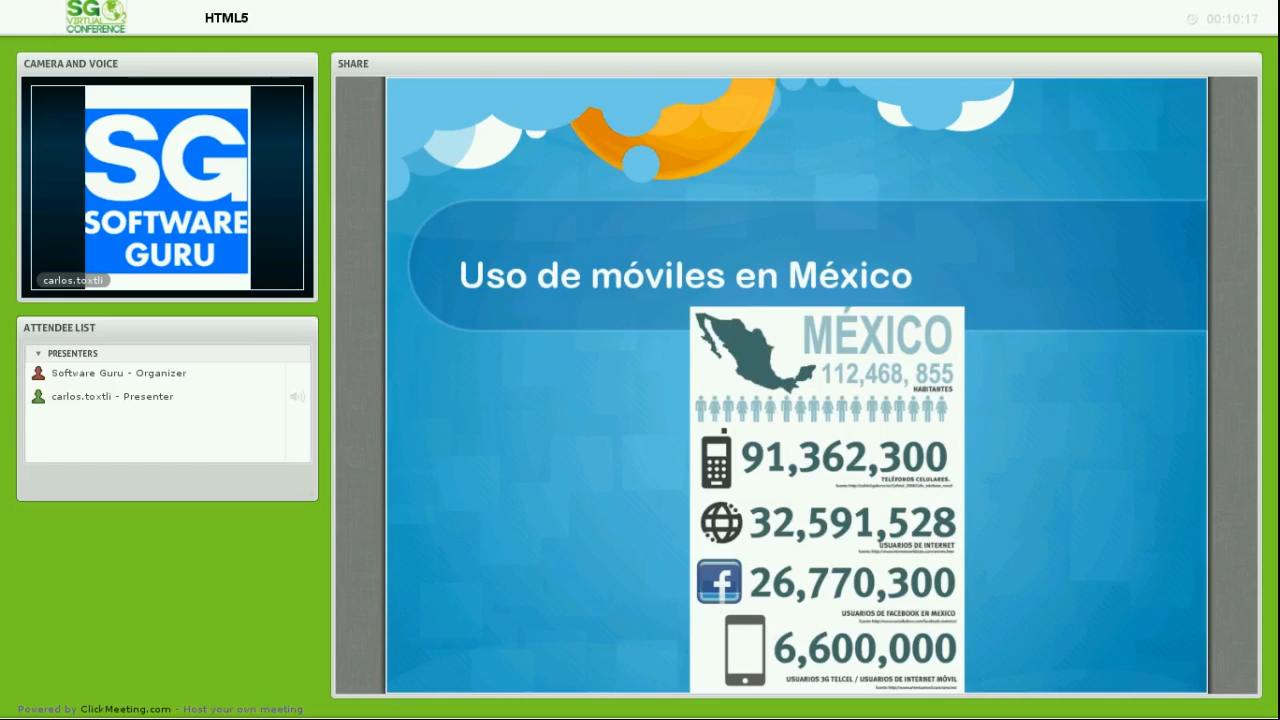 SG
VIRTUAL
CONFERENCE
HTML5
00:10:17
CAMERA AND VOICE
SG
SOFTWARE
GURU
carlos.toxtli
ATTENDEE LIST
PRESENTERS
Software Guru - Organizer
carlos.toxtli - Presenter
SHARE
Uso de móviles en México
MÉXICO
112,468, 855
HABITANTES
91,362,300
TELÉFONOS CELULARES.
32,591,528
USUARIOS DE INTERNET
26,770,300
USUARIOS DE FACEBOOK EN MÉXICO
6,600,000
USUARIOS 3G TELCEL / USUARIOS DE INTERNET MÓVIL
Powered by ClickMeeting.com - Host your own meeting